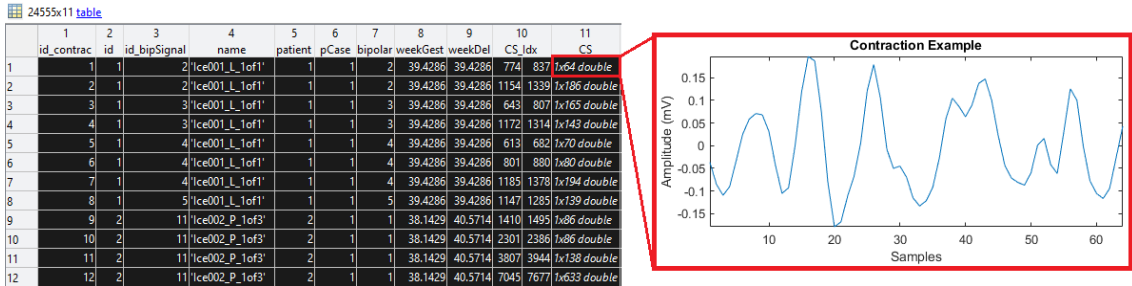 24555x11 table
1 2 3 4 5 6 7 8 9 10 11
id_contrac id id_bipSignal name patient pCase bipolar weekGest weekDel CS_Idx CS
1 1 1 2 'Ice001_L_1of1' 1 1 2 39.4286 39.4286 774 837 1x64 double
2 2 1 2 'Ice001_L_1of1' 1 1 2 39.4286 39.4286 1154 1339 1x186 double
3 3 1 3 'Ice001_L_1of1' 1 1 3 39.4286 39.4286 643 807 1x165 double
4 4 1 3 'Ice001_L_1of1' 1 1 3 39.4286 39.4286 1172 1314 1x143 double
5 5 1 4 'Ice001_L_1of1' 1 1 4 39.4286 39.4286 613 682 1x70 double
6 6 1 4 'Ice001_L_1of1' 1 1 4 39.4286 39.4286 801 880 1x80 double
7 7 1 4 'Ice001_L_1of1' 1 1 4 39.4286 39.4286 1185 1378 1x194 double
8 8 1 5 'Ice001_L_1of1' 1 1 5 39.4286 39.4286 1147 1285 1x139 double
9 9 2 11 'Ice002_P_1of3' 2 1 1 38.1429 40.5714 1410 1495 1x86 double
10 10 2 11 'Ice002_P_1of3' 2 1 1 38.1429 40.5714 2301 2386 1x86 double
11 11 2 11 'Ice002_P_1of3' 2 1 1 38.1429 40.5714 3807 3944 1x138 double
12 12 2 11 'Ice002_P_1of3' 2 1 1 38.1429 40.5714 7045 7677 1x633 double
Contraction Example
Amplitude (mV)
0.15
0.1
0.05
0
-0.05
-0.1
-0.15
10 20 30 40 50 60
Samples